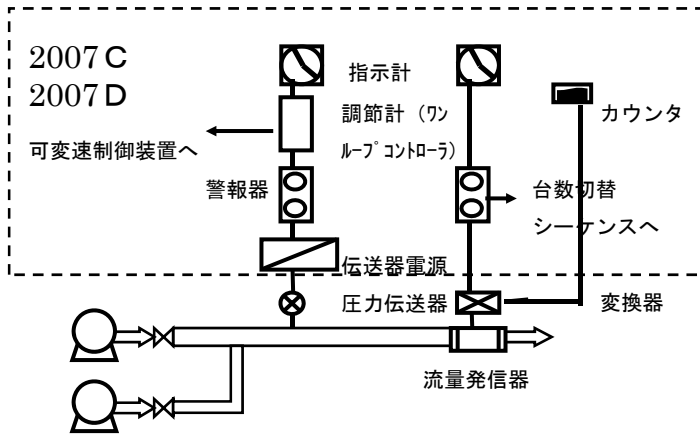 2007C
2007D
指示計
調節計（ワン
ループコントローラ）
カウンタ
可変速制御装置へ
警報器
台数切替
シーケンスへ
伝送器電源
圧力伝送器
変換器
流量発信器